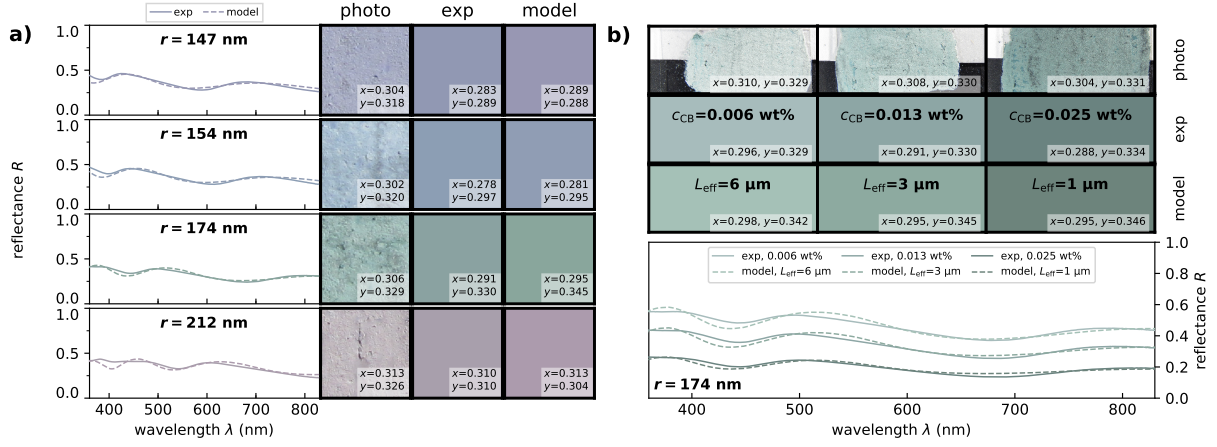 exp model
photo exp model
a)
1.0
0.5
0.0
r = 147 nm
x=0.304
y=0.318
x=0.283
y=0.289
x=0.289
y=0.288
1.0
0.5
0.0
r = 154 nm
x=0.302
y=0.320
x=0.278
y=0.297
x=0.281
y=0.295
1.0
0.5
0.0
r = 174 nm
x=0.306
y=0.329
x=0.291
y=0.330
x=0.295
y=0.345
1.0
0.5
0.0
r = 212 nm
x=0.313
y=0.326
x=0.310
y=0.310
x=0.313
y=0.304
reflectance R
400 500 600 700 800
wavelength λ (nm)
b)
x=0.310, y=0.329
x=0.308, y=0.330
x=0.304, y=0.331
photo
cCB=0.006 wt%
x=0.296, y=0.329
cCB=0.013 wt%
x=0.291, y=0.330
cCB=0.025 wt%
x=0.288, y=0.334
exp
Leff=6 µm
x=0.298, y=0.342
Leff=3 µm
x=0.295, y=0.345
Leff=1 µm
x=0.295, y=0.346
model
exp, 0.006 wt% exp, 0.013 wt% exp, 0.025 wt%
model, Leff=6 µm model, Leff=3 µm model, Leff=1 µm
r = 174 nm
1.0
0.8
0.6
0.4
0.2
0.0
reflectance R
400 500 600 700 800
wavelength λ (nm)